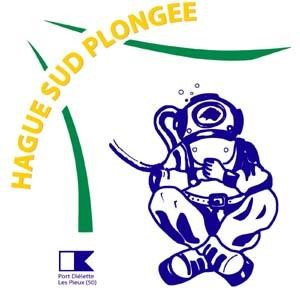 HAGUE SUD PLONGEE
Port Diélette
Les Pieux (50)